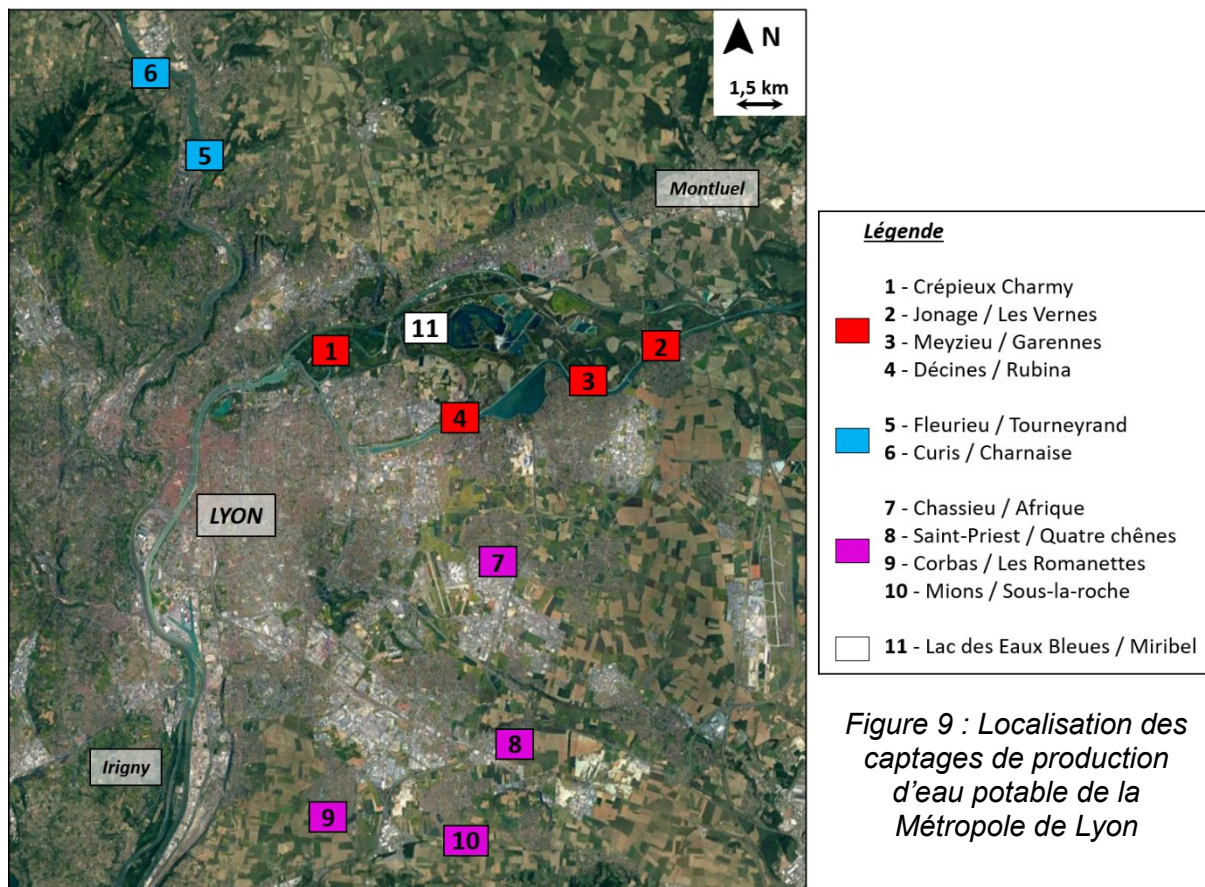 N
1,5 km
6
5
Montluel
11
1
2
3
4
LYON
7
8
Irigny
9
10
Légende
1 - Crépieux Charmy
2 - Jonage / Les Vernes
3 - Meyzieu / Garennes
4 - Décines / Rubina
5 - Fleurieu / Tourneyrand
6 - Curis / Charnaise
7 - Chassieu / Afrique
8 - Saint-Priest / Quatre chênes
9 - Corbas / Les Romanettes
10 - Mions / Sous-la-roche
11 - Lac des Eaux Bleues / Miribel
Figure 9 : Localisation des
captages de production
d'eau potable de la
Métropole de Lyon